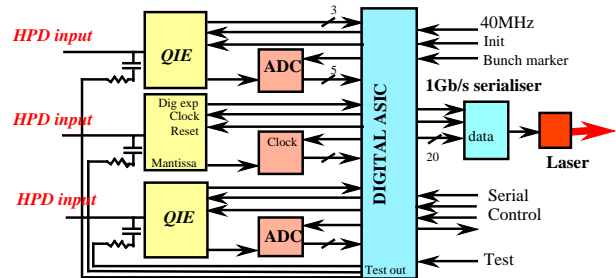 3
40MHz
HPD input
QIE
Init
ADC
Bunch marker
5
1Gb/s serialiser
Dig exp
HPD input
Clock
Reset
Clock
data
DIGITAL ASIC
Mantissa
20
Laser
HPD input
QIE
Serial
Control
ADC
Test out
Test